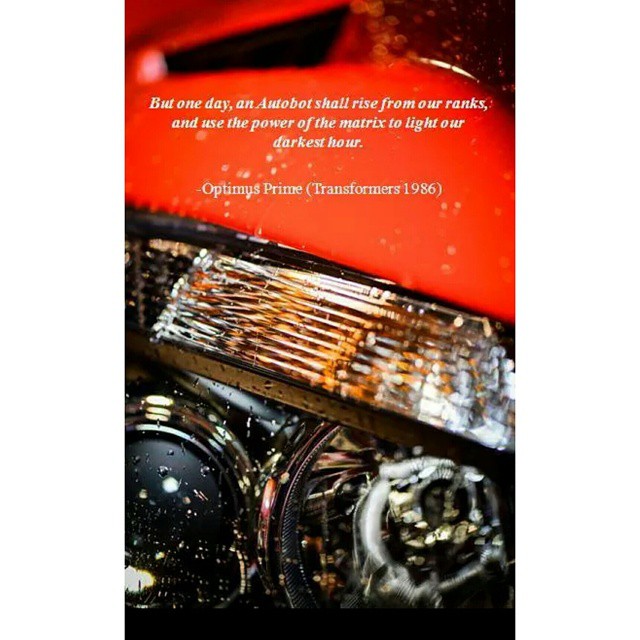 But one day, an Autobot shall rise from our ranks,
and use the power of the matrix to light our
darkest hour.
-Optimus Prime (Transformers 1986)